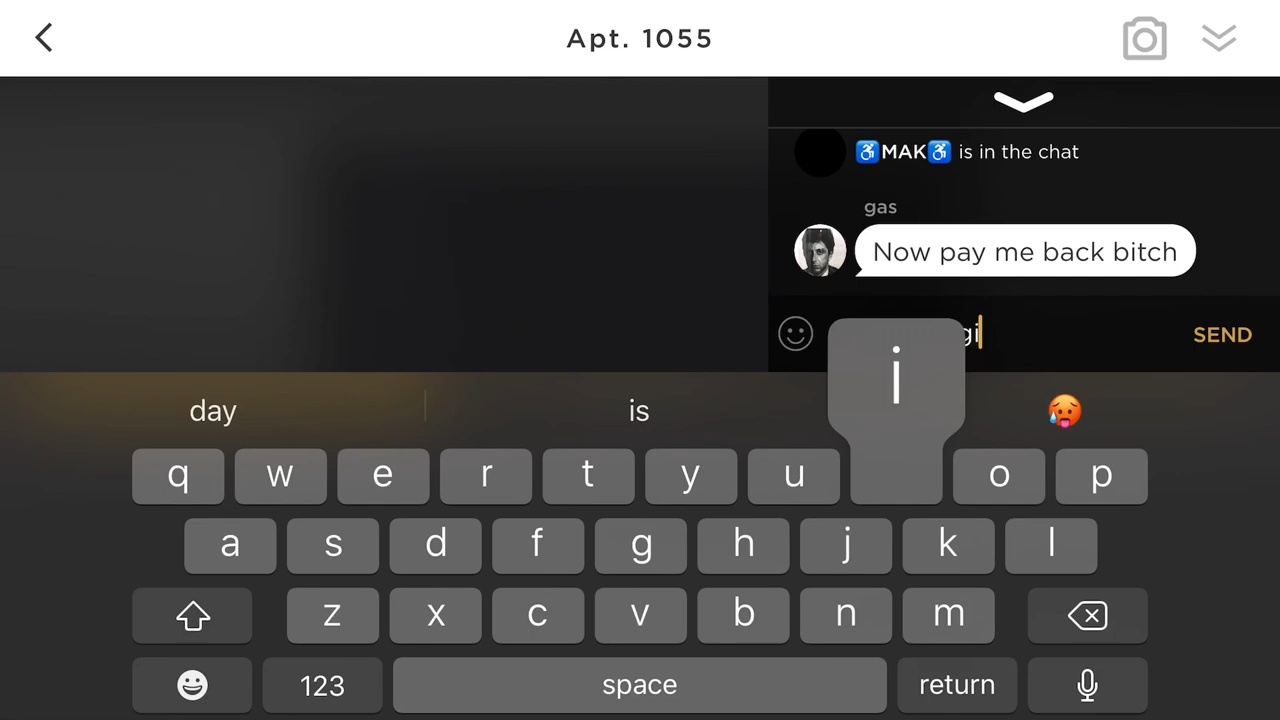 Apt. 1055
♿MAK♿ is in the chat
gas
Now pay me back bitch
gi
SEND
day
is
🥵
i
q w e r t y u o p
a s d f g h j k l
z x c v b n m
123
space
return